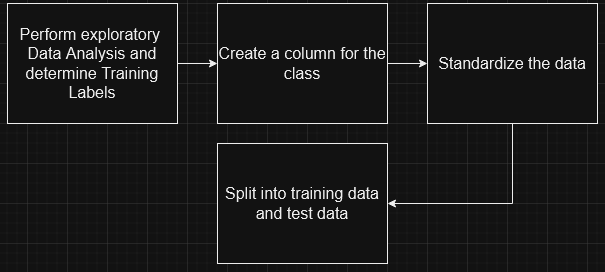 Perform exploratory
Data Analysis and
determine Training
Labels
Create a column for the
class
Standardize the data
Split into training data
and test data